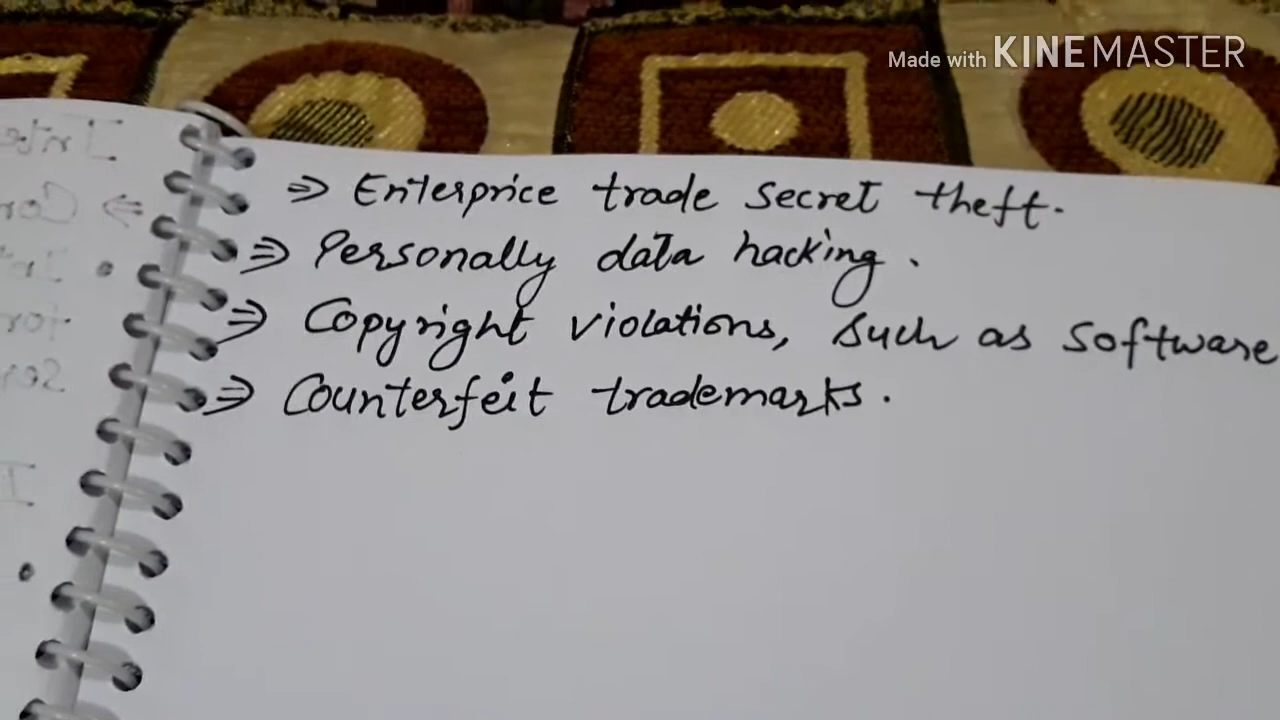 Made with KINEMASTER
⇒ Enterprice trade secret theft.
⇒ Personally data hacking.
⇒ Copyright violations, such as software
⇒ Counterfeit trademarks.